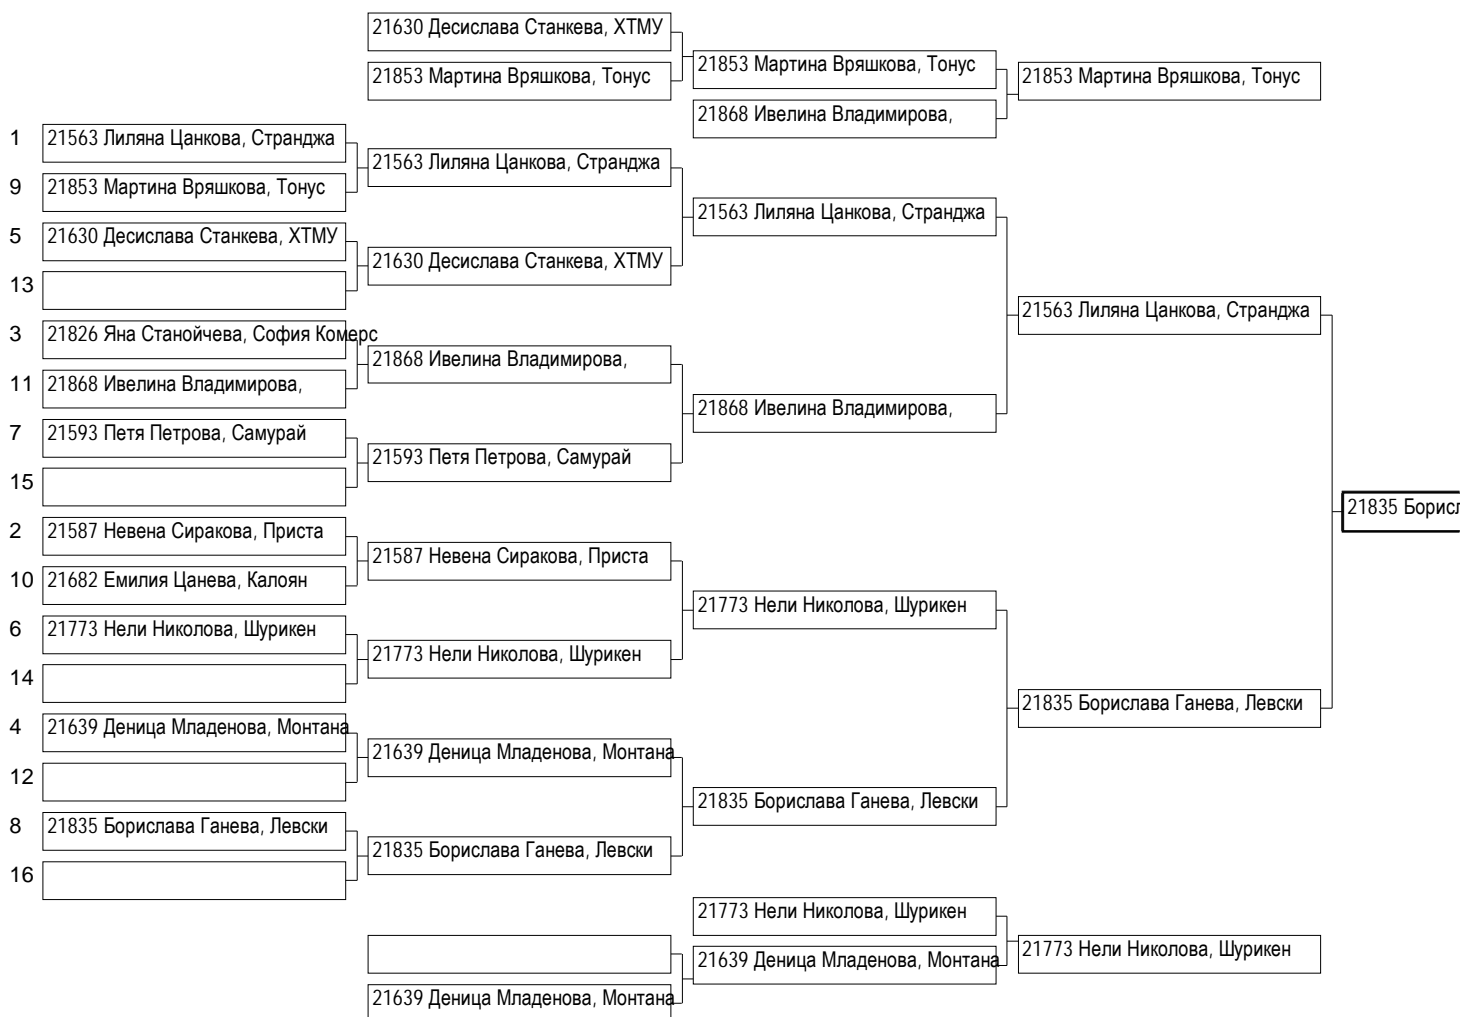 21630 Десислава Станкева, ХТМУ
21853 Мартина Вряшкова, Тонус
21853 Мартина Вряшкова, Тонус
21868 Ивелина Владимирова,
21853 Мартина Вряшкова, Тонус
1 21563 Лиляна Цанкова, Странджа
9 21853 Мартина Вряшкова, Тонус
5 21630 Десислава Станкева, ХТМУ
13
3 21826 Яна Станойчева, София Комерс
11 21868 Ивелина Владимирова,
7 21593 Петя Петрова, Самурай
15
2 21587 Невена Сиракова, Приста
10 21682 Емилия Цанева, Калоян
6 21773 Нели Николова, Шурикен
14
4 21639 Деница Младенова, Монтана
12
8 21835 Борислава Ганева, Левски
16
21563 Лиляна Цанкова, Странджа
21630 Десислава Станкева, ХТМУ
21868 Ивелина Владимирова,
21593 Петя Петрова, Самурай
21587 Невена Сиракова, Приста
21773 Нели Николова, Шурикен
21639 Деница Младенова, Монтана
21835 Борислава Ганева, Левски
21563 Лиляна Цанкова, Странджа
21868 Ивелина Владимирова,
21773 Нели Николова, Шурикен
21835 Борислава Ганева, Левски
21563 Лиляна Цанкова, Странджа
21835 Борислава Ганева, Левски
21835 Борисл
21639 Деница Младенова, Монтана
21773 Нели Николова, Шурикен
21639 Деница Младенова, Монтана
21773 Нели Николова, Шурикен